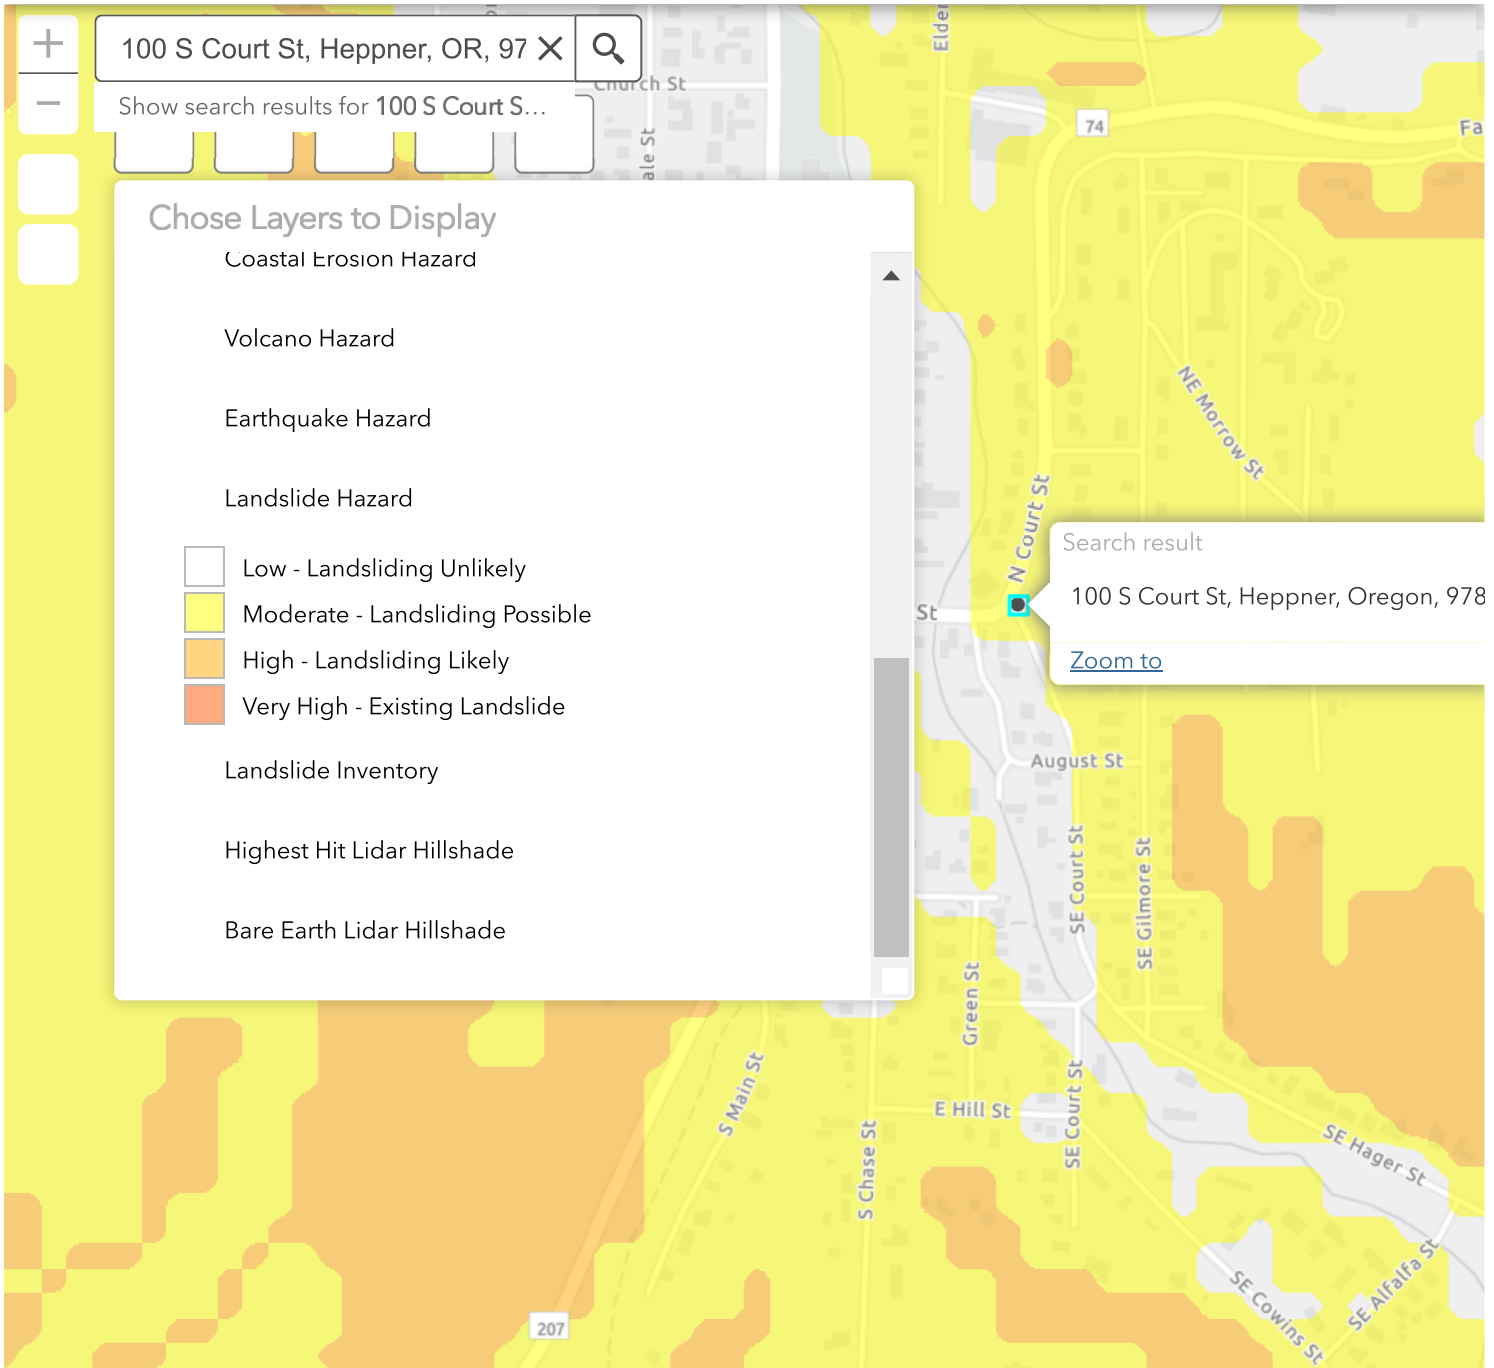 100 S Court St, Heppner, OR, 97
Show search results for 100 S Court S...
Church St
74
Chose Layers to Display
Coastal Erosion Hazard
Volcano Hazard
Earthquake Hazard
Landslide Hazard
Low - Landsliding Unlikely
Moderate - Landsliding Possible
High - Landsliding Likely
Very High - Existing Landslide
Landslide Inventory
Highest Hit Lidar Hillshade
Bare Earth Lidar Hillshade
NE Morrow St
N Court St
Search result
100 S Court St, Heppner, Oregon, 978
Zoom to
St
August St
SE Court St
SE Gilmore St
Green St
S Main St
E Hill St
SE Court St
S Chase St
SE Hager St
SE Alfalfa St
SE Cowins St
207